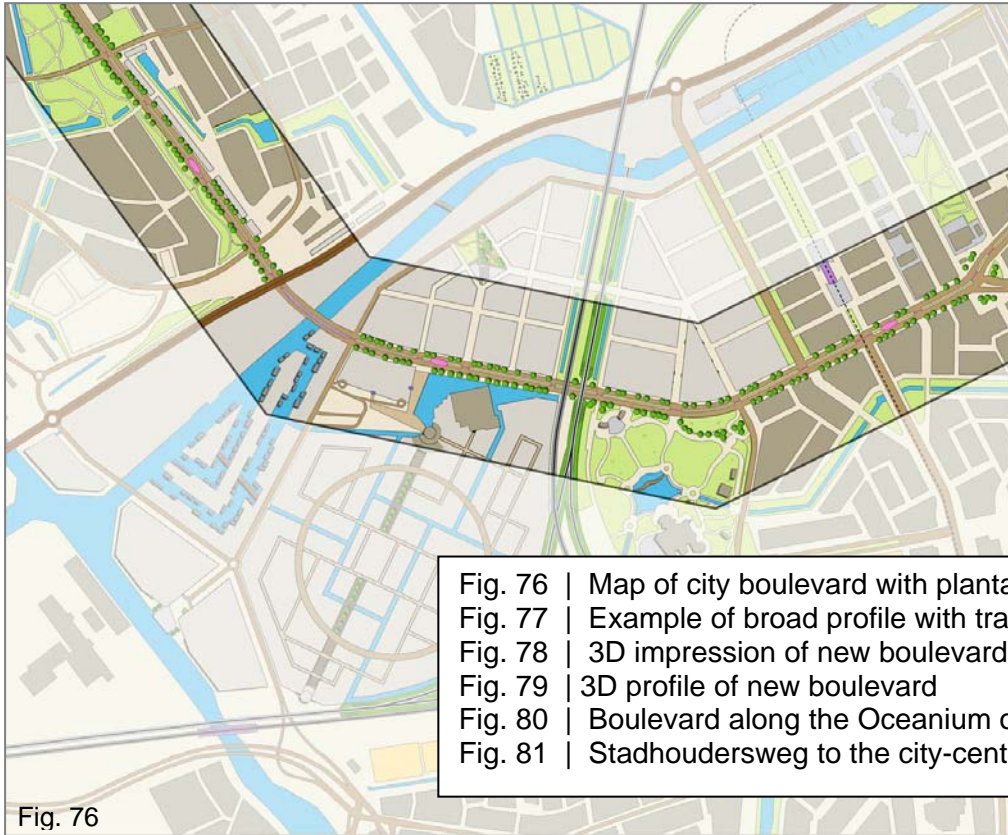 Fig. 76 | Map of city boulevard with planta
Fig. 77 | Example of broad profile with tra
Fig. 78 | 3D impression of new boulevard
Fig. 79 | 3D profile of new boulevard
Fig. 80 | Boulevard along the Oceanium
Fig. 81 | Stadhoudersweg to the city-cent
Fig. 76